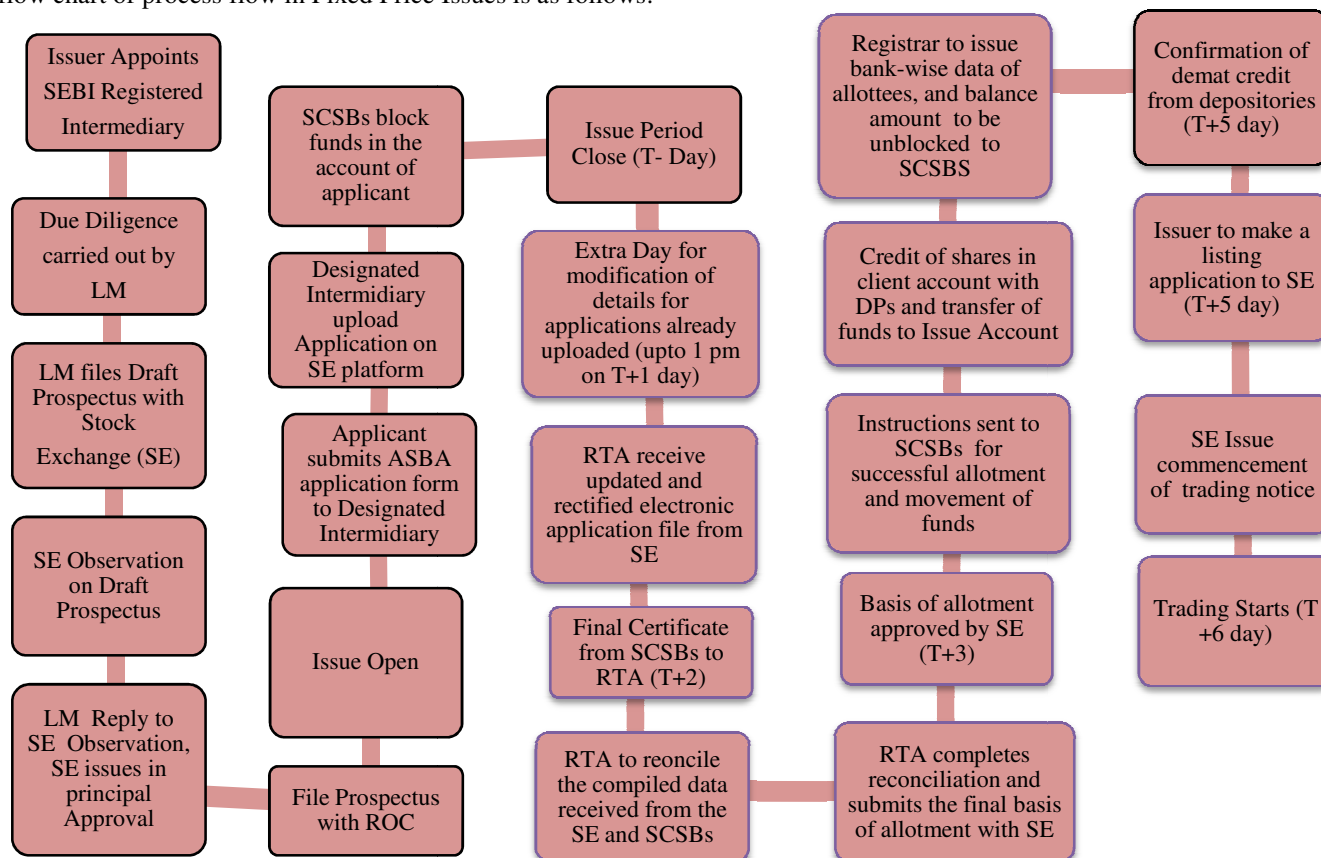 flow chart of process flow in Fixed Price Issues is as follows:
Issuer Appoints
SEBI Registered
Intermediary
Due Diligence
carried out by
LM
LM files Draft
Prospectus with
Stock
Exchange (SE)
SE Observation
on Draft
Prospectus
LM Reply to
SE Observation,
SE issues in
principal
Approval
File Prospectus
with ROC
Issue Open
Applicant
submits ASBA
application form
to Designated
Intermidiary
Designated
Intermidiary
upload
Application on
SE platform
SCSBs block
funds in the
account of
applicant
Issue Period
Close (T- Day)
Extra Day for
modification of
details for
applications already
uploaded (upto 1 pm
on T+1 day)
RTA receive
updated and
rectified electronic
application file from
SE
Final Certificate
from SCSBs to
RTA (T+2)
RTA to reconcile
the compiled data
received from the
SE and SCSBs
RTA completes
reconciliation and
submits the final basis
of allotment with SE
Basis of allotment
approved by SE
(T+3)
Instructions sent to
SCSBs for
successful allotment
and movement of
funds
Credit of shares in
client account with
DPs and transfer of
funds to Issue Account
Registrar to issue
bank-wise data of
allottees, and balance
amount to be
unblocked to
SCSBS
Confirmation of
demat credit
from depositories
(T+5 day)
Issuer to make a
listing
application to SE
(T+5 day)
SE Issue
commencement
of trading notice
Trading Starts (T
+6 day)